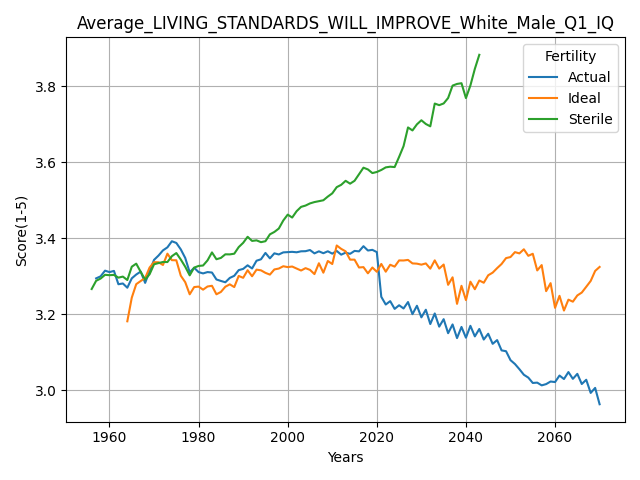 Average_LIVING_STANDARDS_WILL_IMPROVE_White_Male_Q1_IQ
Fertility
Actual
Ideal
Sterile
Score(1-5)
3.8
3.6
3.4
3.2
3.0
1960
1980
2000
2020
2040
2060
Years